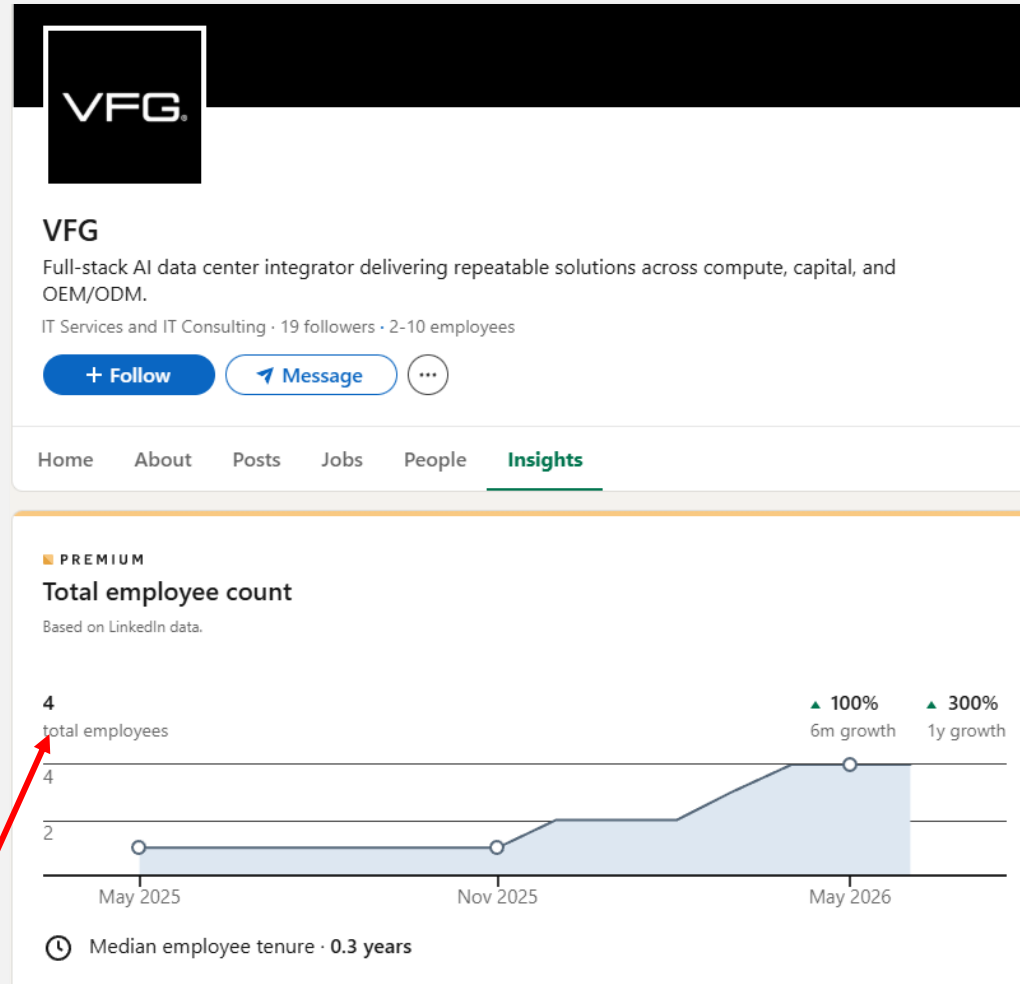 VFG®
VFG
Full-stack AI data center integrator delivering repeatable solutions across compute, capital, and
OEM/ODM.
IT Services and IT Consulting · 19 followers · 2-10 employees
+ Follow
Message
...
Home About Posts Jobs People Insights
PREMIUM
Total employee count
Based on LinkedIn data.
4 100% 300%
total employees 6m growth 1y growth
4
2
May 2025 Nov 2025 May 2026
Median employee tenure · 0.3 years